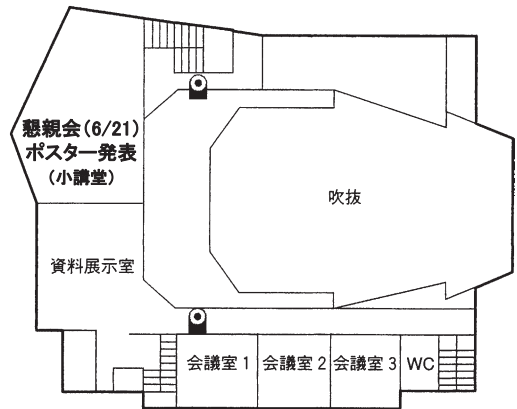 懇親会(6/21)
ポスター発表
(小講堂)
吹抜
資料展示室
会議室1
会議室2
会議室3
WC